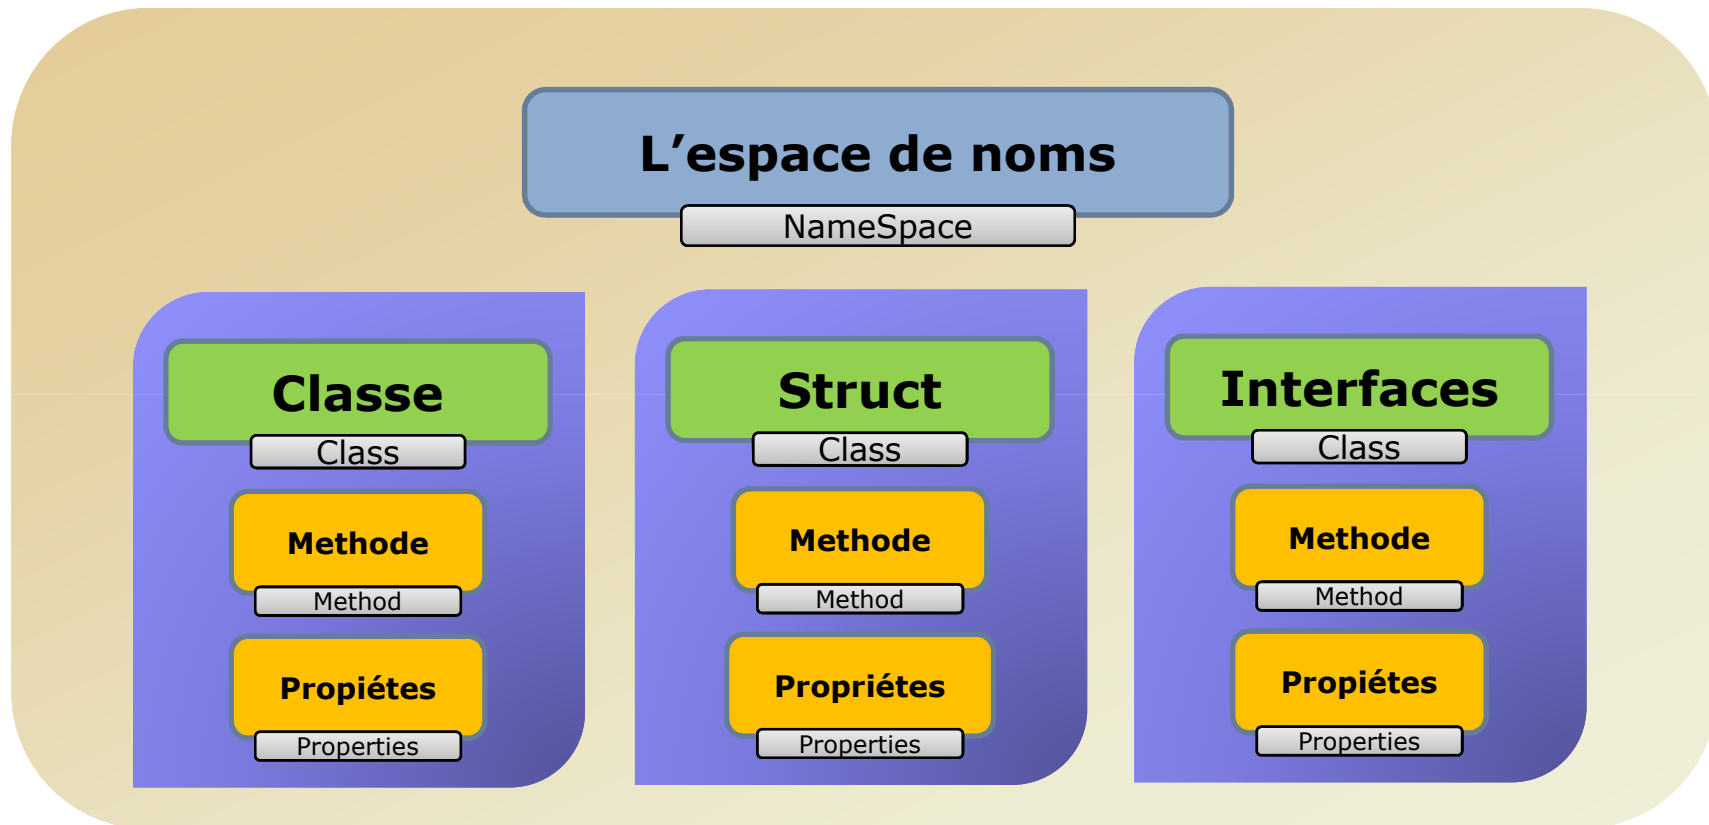 L’espace de noms
NameSpace
Classe
Class
Methode
Method
Propiétes
Properties
Struct
Class
Methode
Method
Propriétes
Properties
Interfaces
Class
Methode
Method
Propiétes
Properties